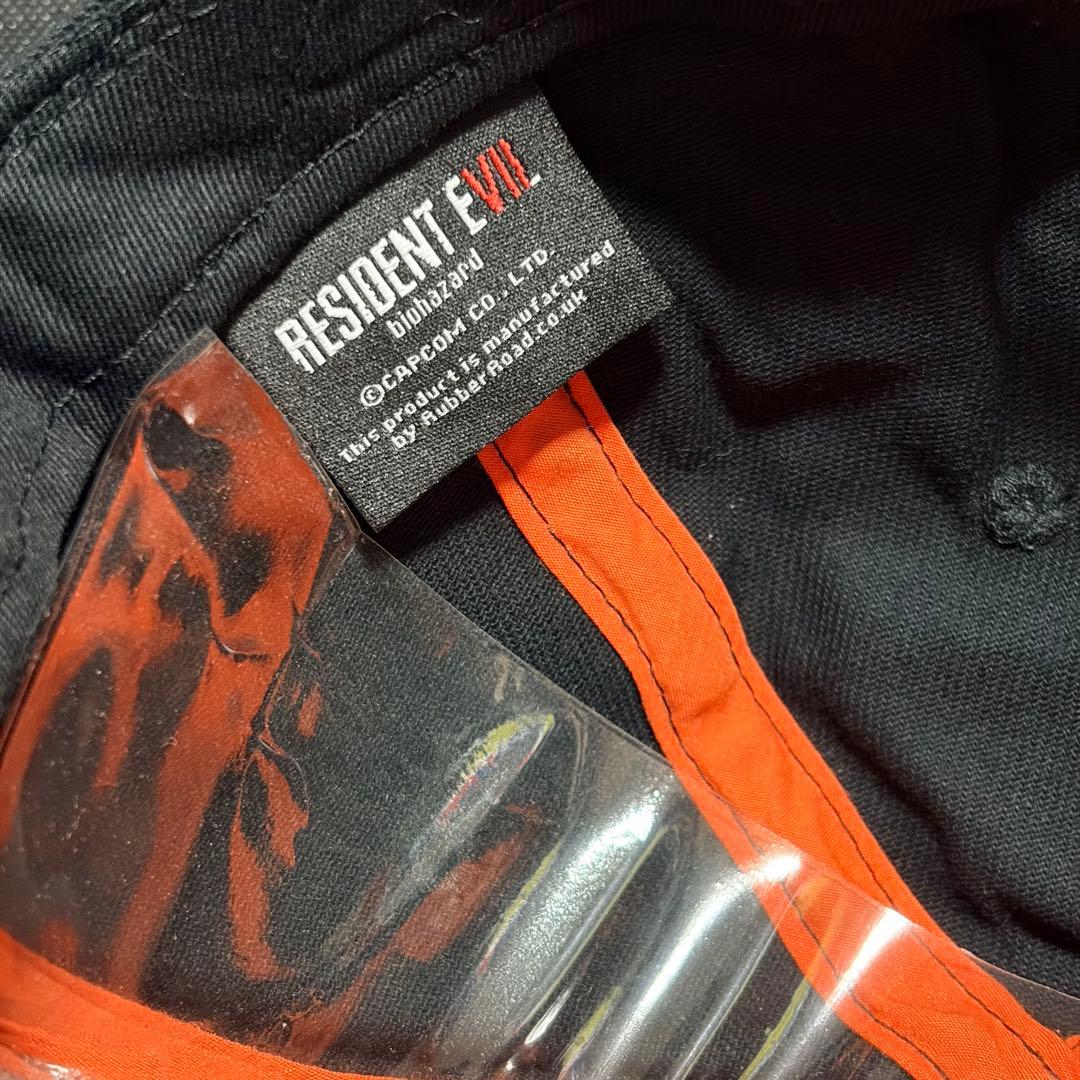 RESIDENT EVIL
biohazard
©CAPCOM CO., LTD.
This product is manufactured
by RubberRoad.co.uk